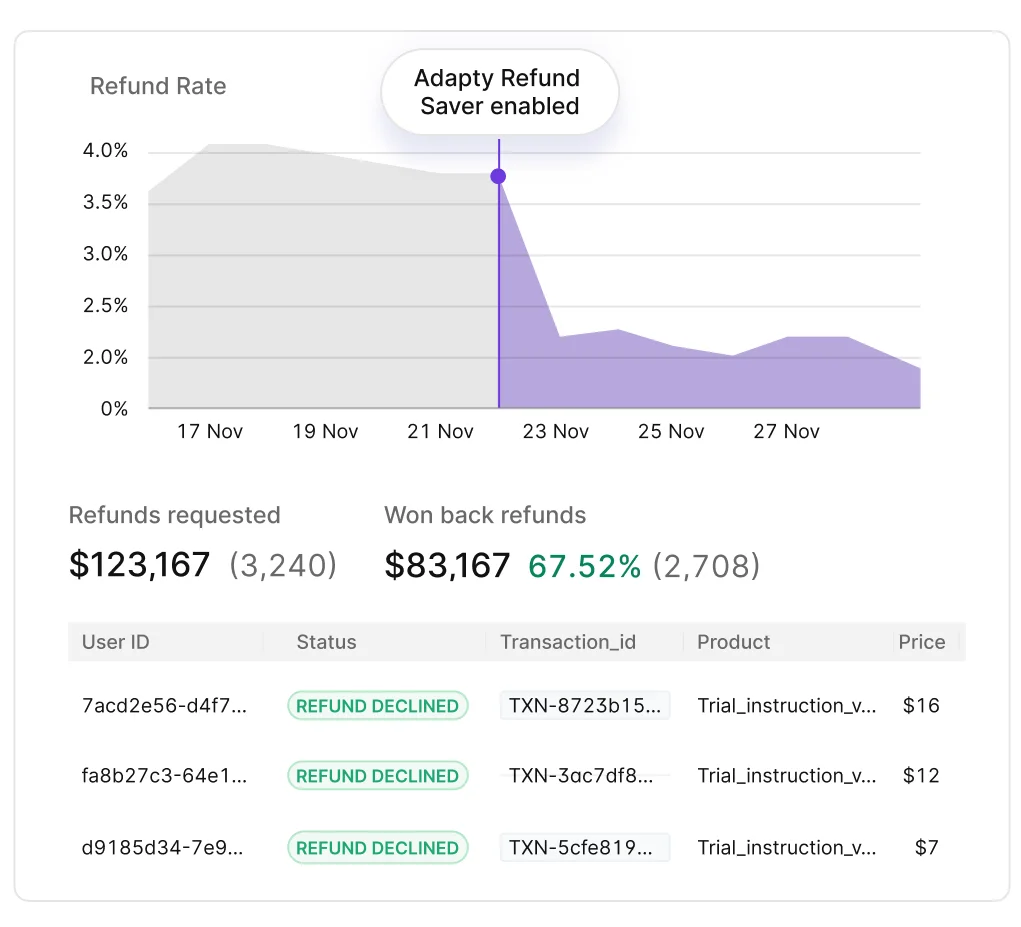 Refund Rate
Adapty Refund
Saver enabled
4.0%
3.5%
3.0%
2.5%
2.0%
0%
17 Nov 19 Nov 21 Nov 23 Nov 25 Nov 27 Nov
Refunds requested Won back refunds
$123,167 (3,240) $83,167 67.52% (2,708)
User ID Status Transaction_id Product Price
7acd2e56-d4f7... REFUND DECLINED TXN-8723b15... Trial_instruction_v... $16
fa8b27c3-64e1... REFUND DECLINED TXN-3ac7df8... Trial_instruction_v... $12
d9185d34-7e9... REFUND DECLINED TXN-5cfe819... Trial_instruction_v... $7